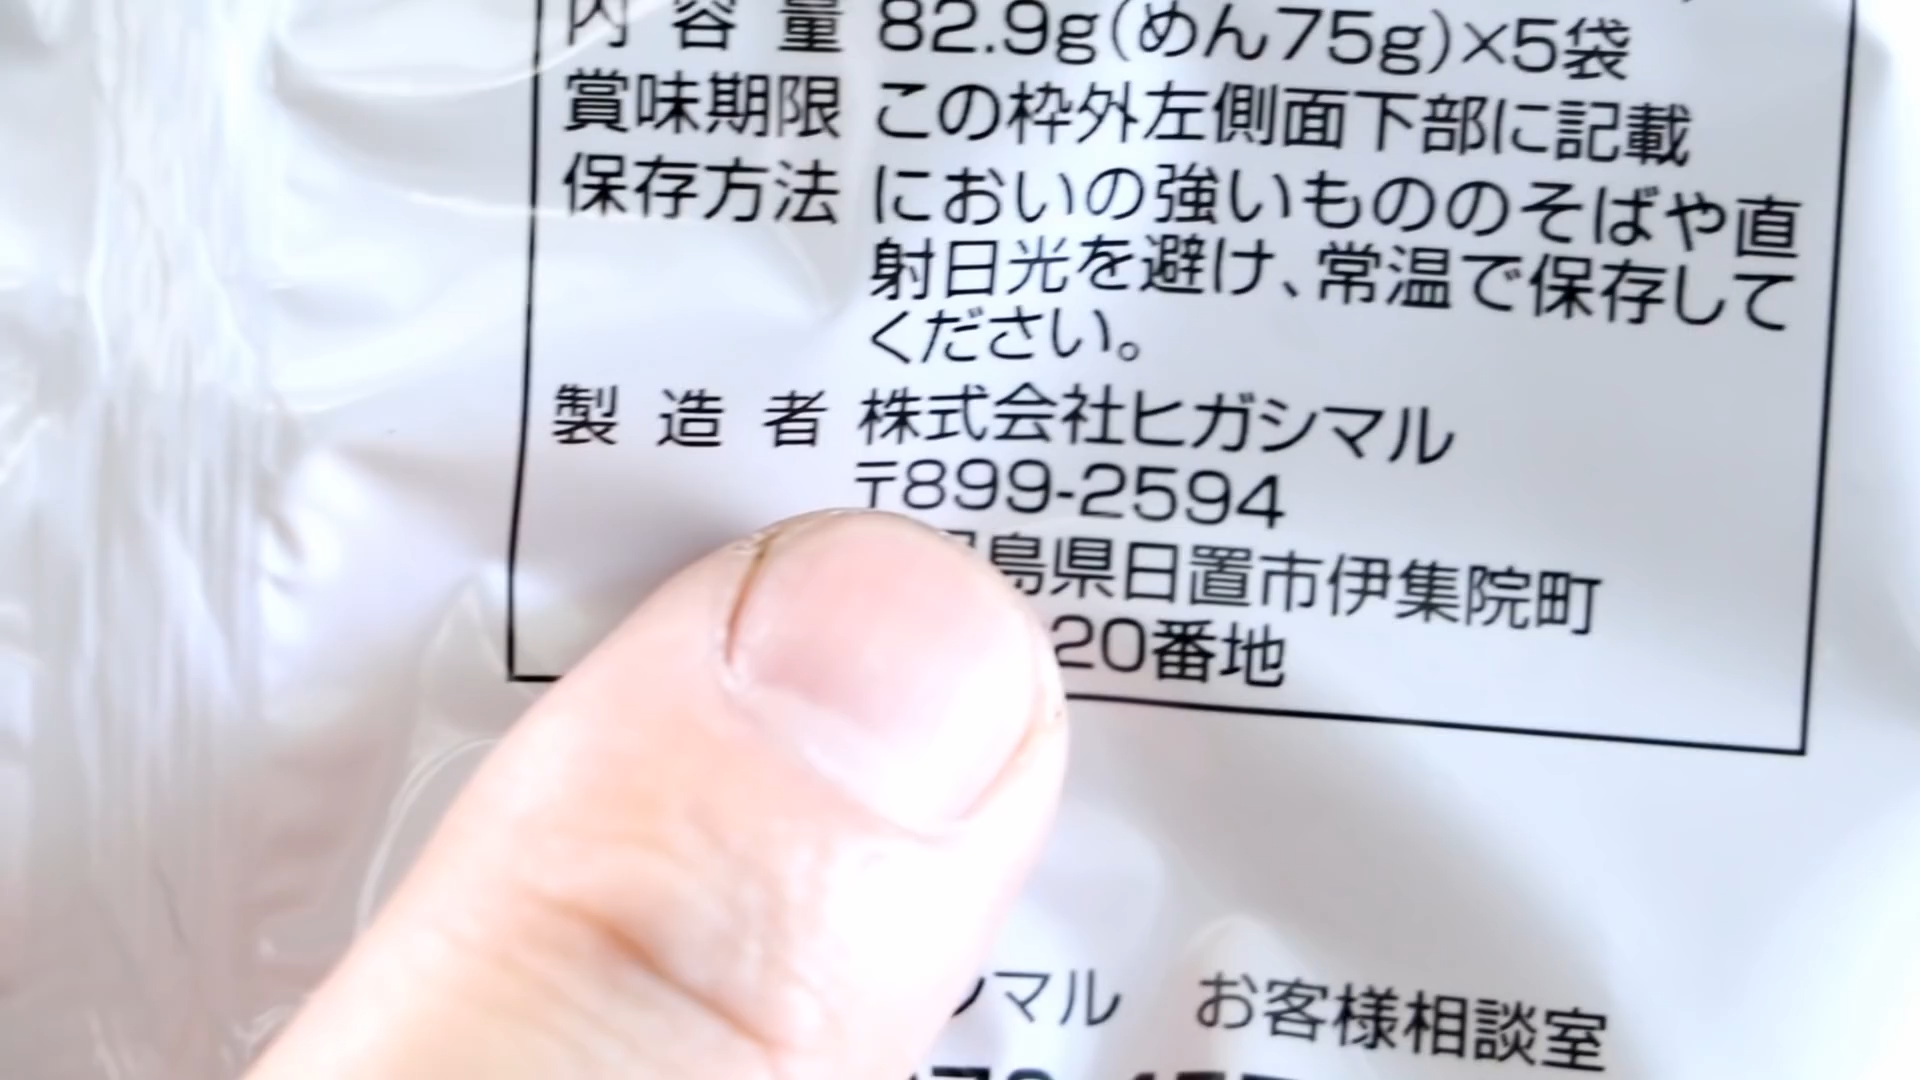 内容量 82.9g(めん75g)×5袋
賞味期限 この枠外左側面下部に記載
保存方法 においの強いもののそばや直
射日光を避け、常温で保存して
ください。
製造者 株式会社ヒガシマル
〒899-2594
島県日置市伊集院町
20番地
マル お客様相談室